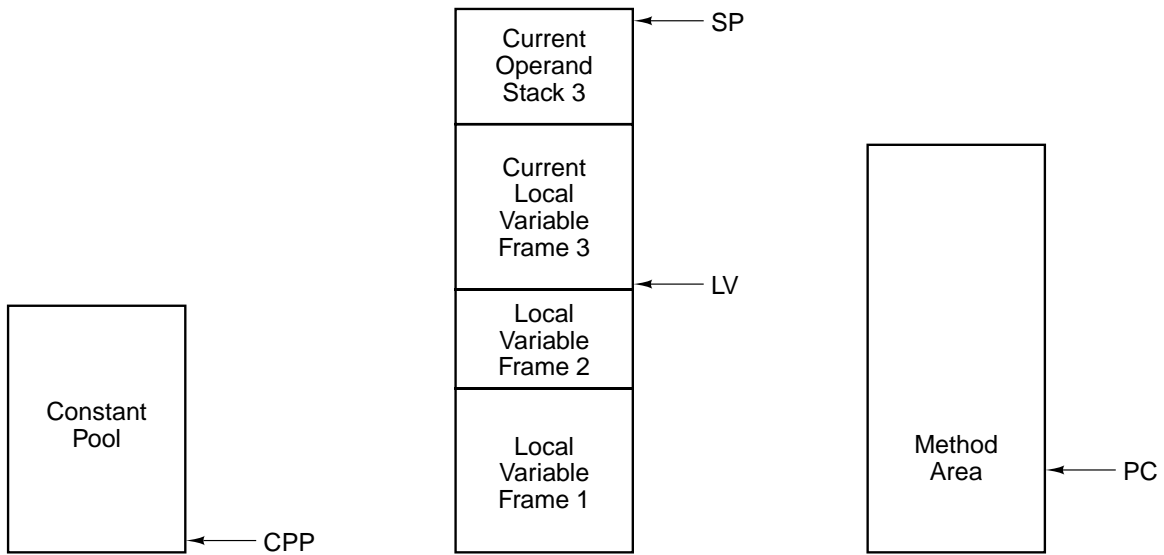 Current
Operand
Stack 3
SP
Current
Local
Variable
Frame 3
LV
Local
Variable
Frame 2
Local
Variable
Frame 1
Constant
Pool
CPP
Method
Area
PC